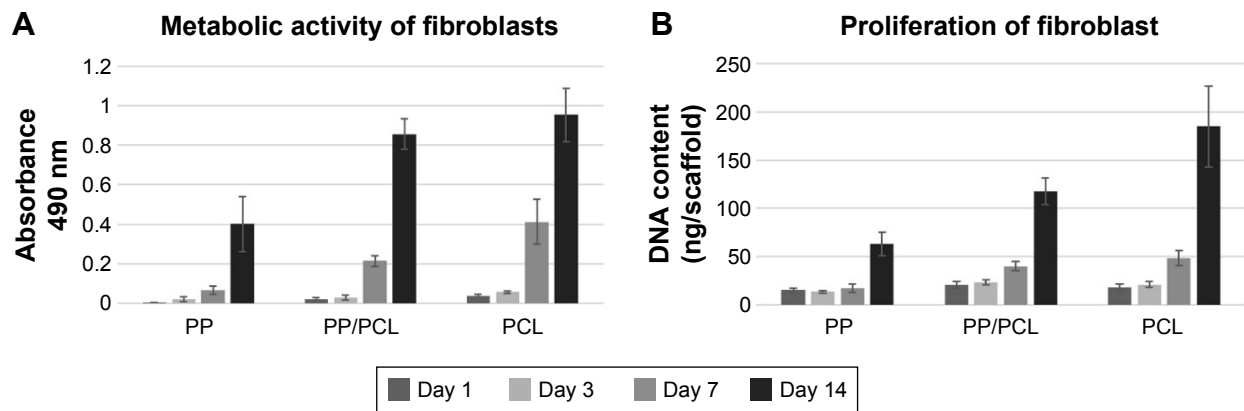 A
Metabolic activity of fibroblasts
Absorbance
490 nm
1.2
1
0.8
0.6
0.4
0.2
0
PP
PP/PCL
PCL
B
Proliferation of fibroblast
DNA content
(ng/scaffold)
250
200
150
100
50
0
PP
PP/PCL
PCL
Day 1
Day 3
Day 7
Day 14